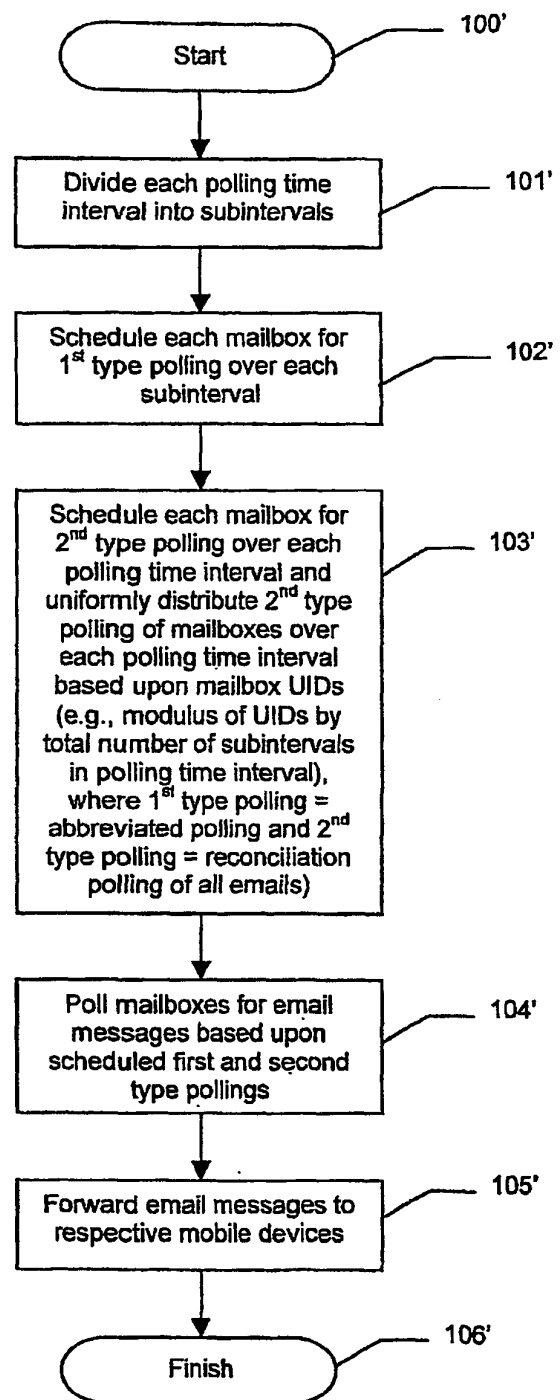 Start
100'
Divide each polling time
interval into subintervals
101'
Schedule each mailbox for
1st type polling over each
subinterval
102'
Schedule each mailbox for
2nd type polling over each
polling time interval and
uniformly distribute 2nd type
polling of mailboxes over
each polling time interval
based upon mailbox UIDs
(e.g., modulus of UIDs by
total number of subintervals
in polling time interval),
where 1st type polling =
abbreviated polling and 2nd
type polling = reconciliation
polling of all emails)
103'
Poll mailboxes for email
messages based upon
scheduled first and second
type pollings
104'
Forward email messages to
respective mobile devices
105'
Finish
106'